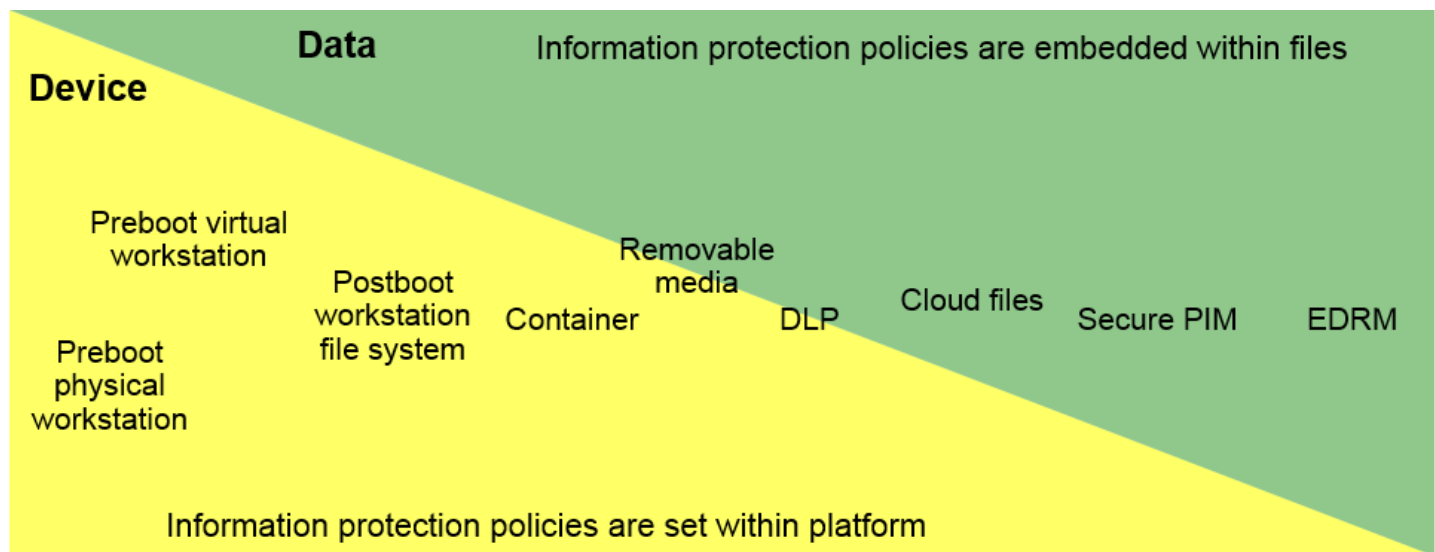 Data
Information protection policies are embedded within files
Device
Preboot virtual
workstation
Preboot
physical
workstation
Postboot
workstation
file system
Container
Removable
media
DLP
Cloud files
Secure PIM
EDRM
Information protection policies are set within platform